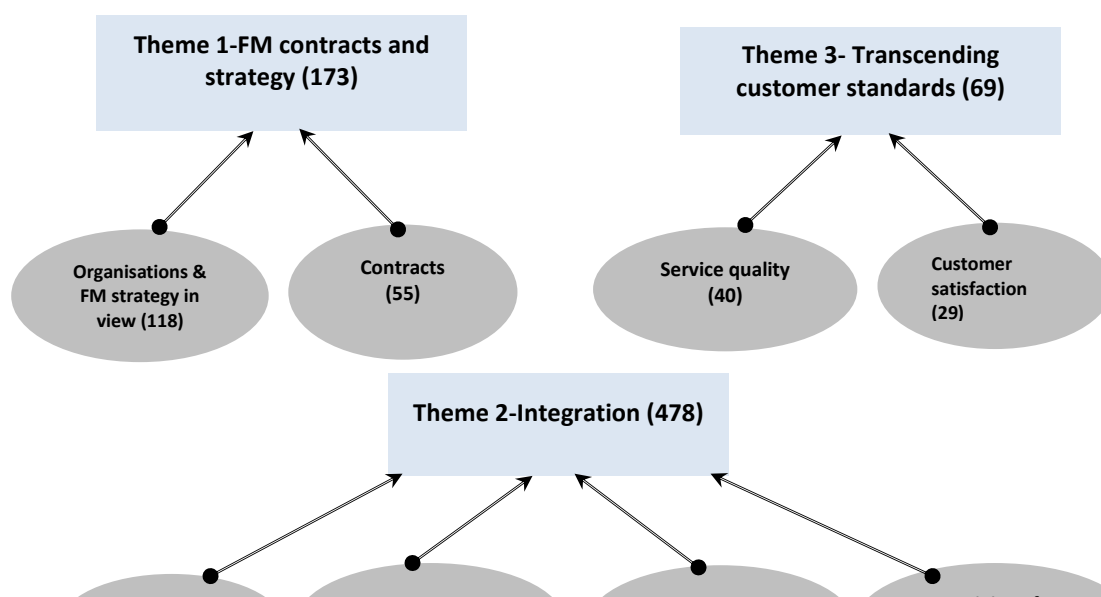 Theme 1-FM contracts and
strategy (173)
Theme 3- Transcending
customer standards (69)
Organisations &
FM strategy in
view (118)
Contracts
(55)
Service quality
(40)
Customer
satisfaction
(29)
Theme 2-Integration (478)